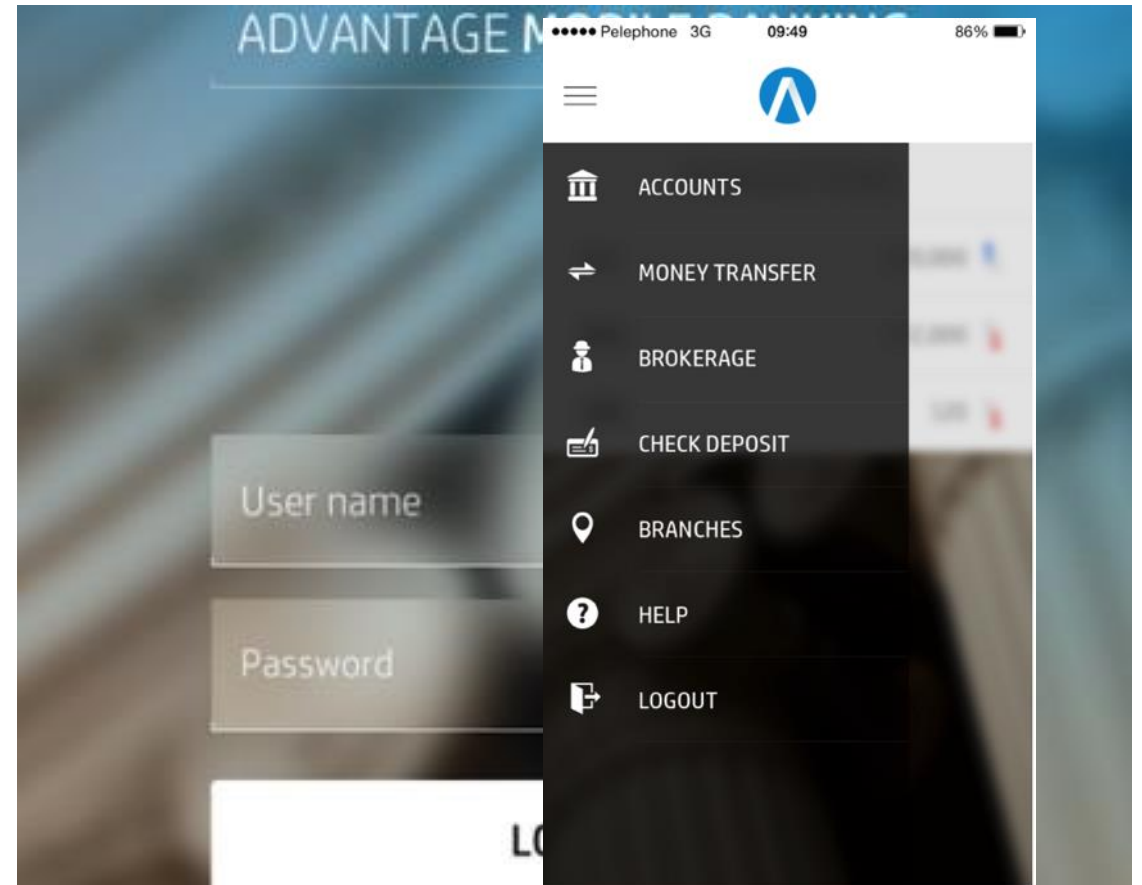 ADVANTAGE
User name
Password
Pelephone 3G 09:49 86%
ACCOUNTS
MONEY TRANSFER
BROKERAGE
CHECK DEPOSIT
BRANCHES
HELP
LOGOUT